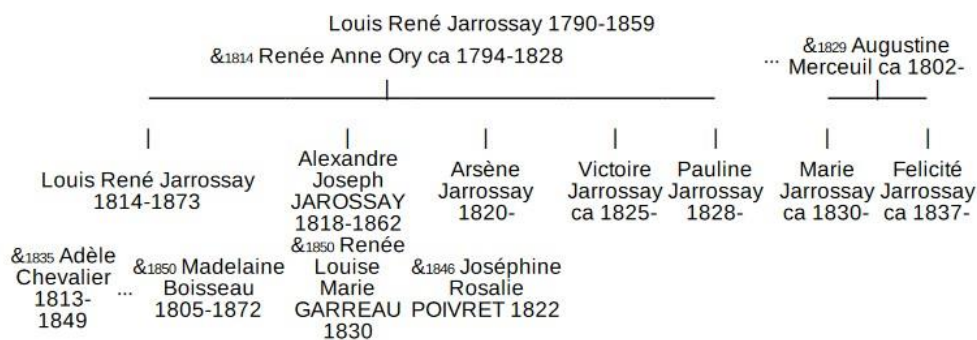 Louis René Jarrossay 1790-1859
&1814 Renée Anne Ory ca 1794-1828
... &1829 Augustine
Merceuil ca 1802-
Louis René Jarrossay
1814-1873
Alexandre
Joseph
JAROSSAY
1818-1862
Arsène
Jarrossay
1820-
Victoire
Jarrossay
ca 1825-
Pauline
Jarrossay
1828-
Marie
Jarrossay
ca 1830-
Felicité
Jarrossay
ca 1837-
&1835 Adèle
Chevalier
1813-
1849
... &1850 Madelaine
Boisseau
1805-1872
&1850 Renée
Louise
Marie
GARREAU
1830
&1846 Joséphine
Rosalie
POIVRET 1822